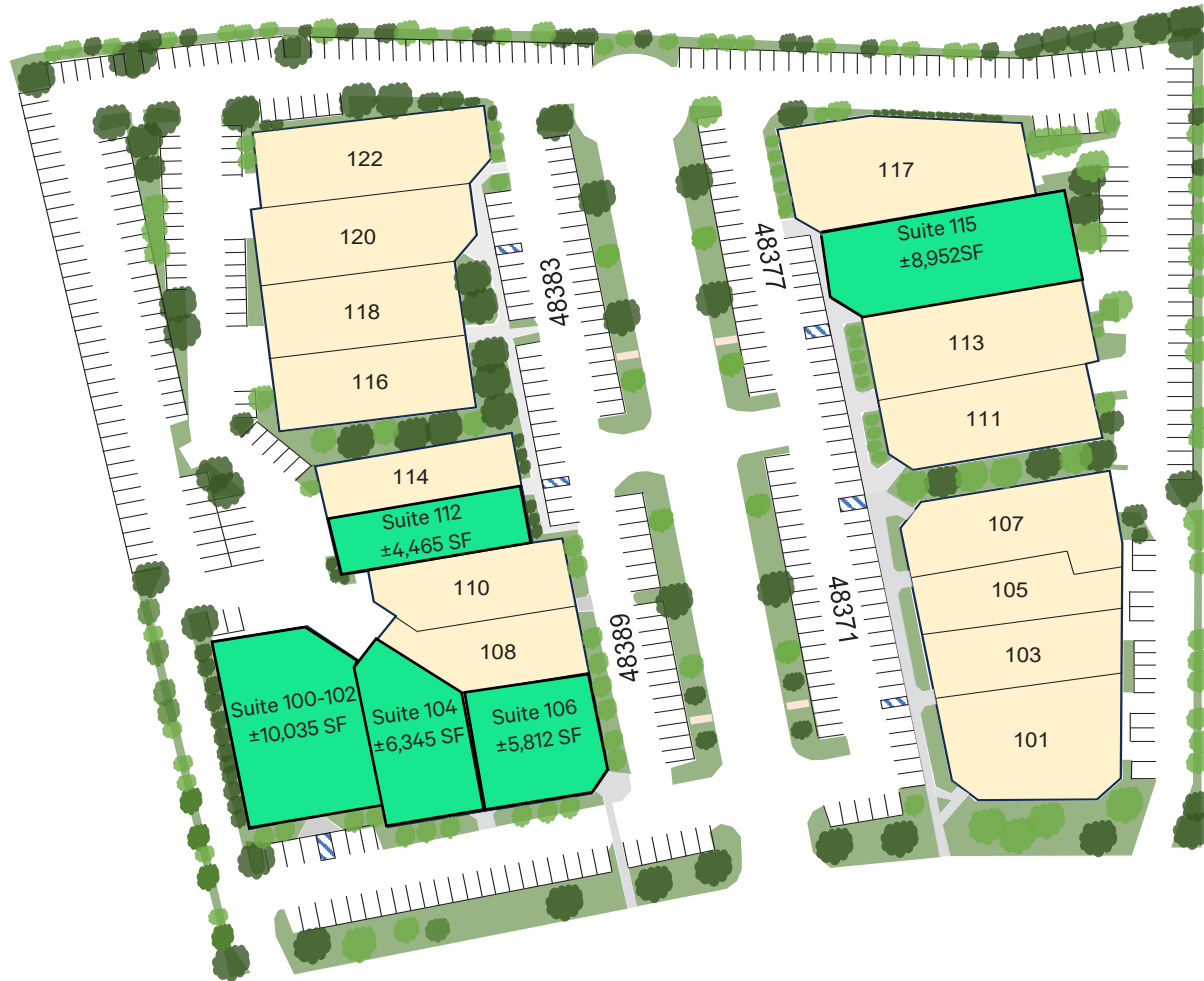 122
120
118
116
114
Suite 112
±4,465 SF
110
108
Suite 100-102
±10,035 SF
Suite 104
±6,345 SF
Suite 106
±5,812 SF
48383
48389
48377
48371
117
Suite 115
±8,952SF
113
111
107
105
103
101